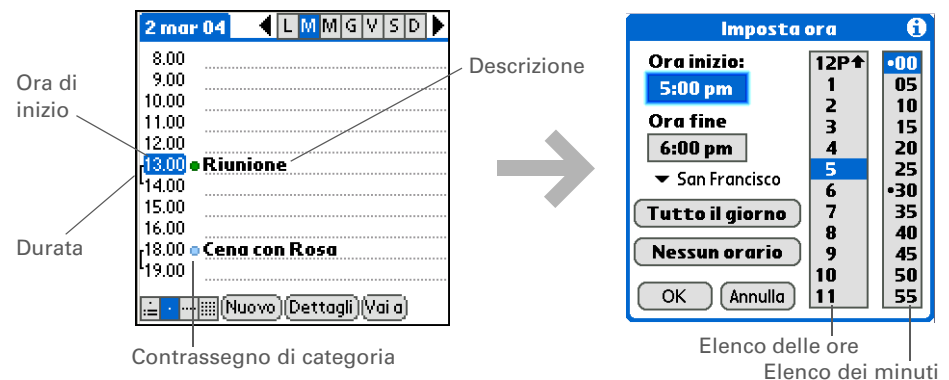 2 mar 04 L M M G V S D
8.00
9.00
10.00
11.00
12.00
13.00 Riunione
14.00
15.00
16.00
18.00 Cena con Rosa
19.00
Nuovo Dettagli Vai a
Ora di
inizio
Durata
Descrizione
Contrassegno di categoria
Imposta ora
Ora inizio:
5:00 pm
Ora fine
6:00 pm
San Francisco
Tutto il giorno
Nessun orario
OK Annulla
12P
1
2
3
4
5
6
7
8
9
10
11
•00
05
10
15
20
25
•30
35
40
45
50
55
Elenco delle ore
Elenco dei minuti